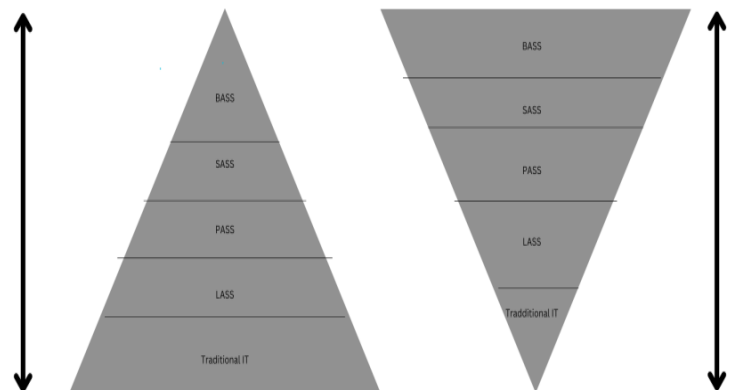 BASS
SASS
PASS
LASS
Traditional IT
BASS
SASS
PASS
LASS
Tradditional IT